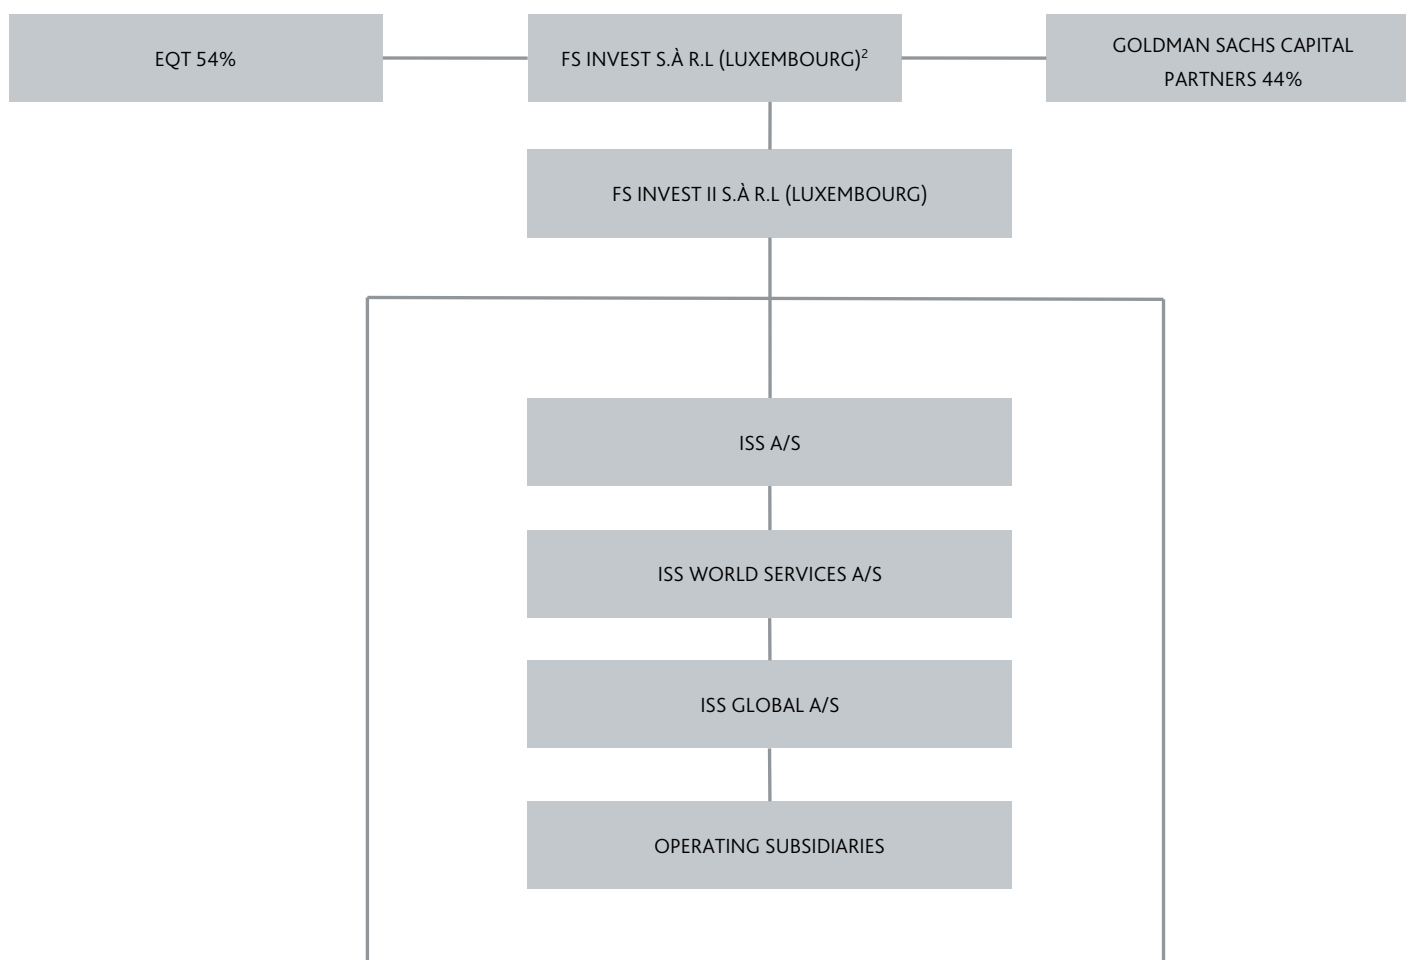 EQT 54%
FS INVEST S.À R.L (LUXEMBOURG)²
GOLDMAN SACHS CAPITAL
PARTNERS 44%
FS INVEST II S.À R.L (LUXEMBOURG)
ISS A/S
ISS WORLD SERVICES A/S
ISS GLOBAL A/S
OPERATING SUBSIDIARIES